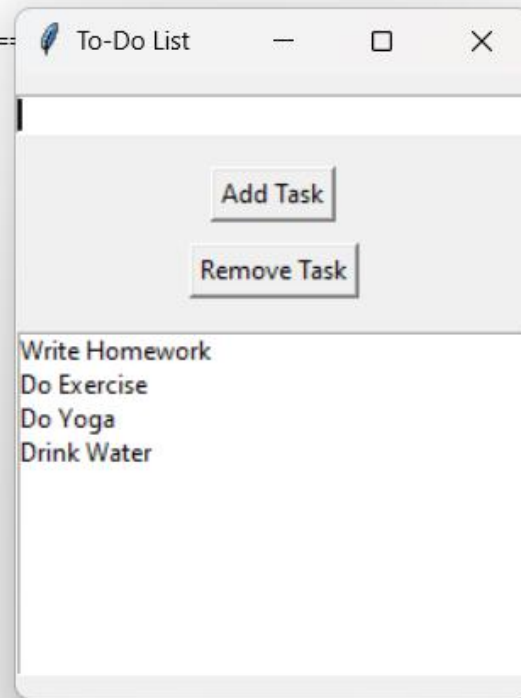 To-Do List
Add Task
Remove Task
Write Homework
Do Exercise
Do Yoga
Drink Water